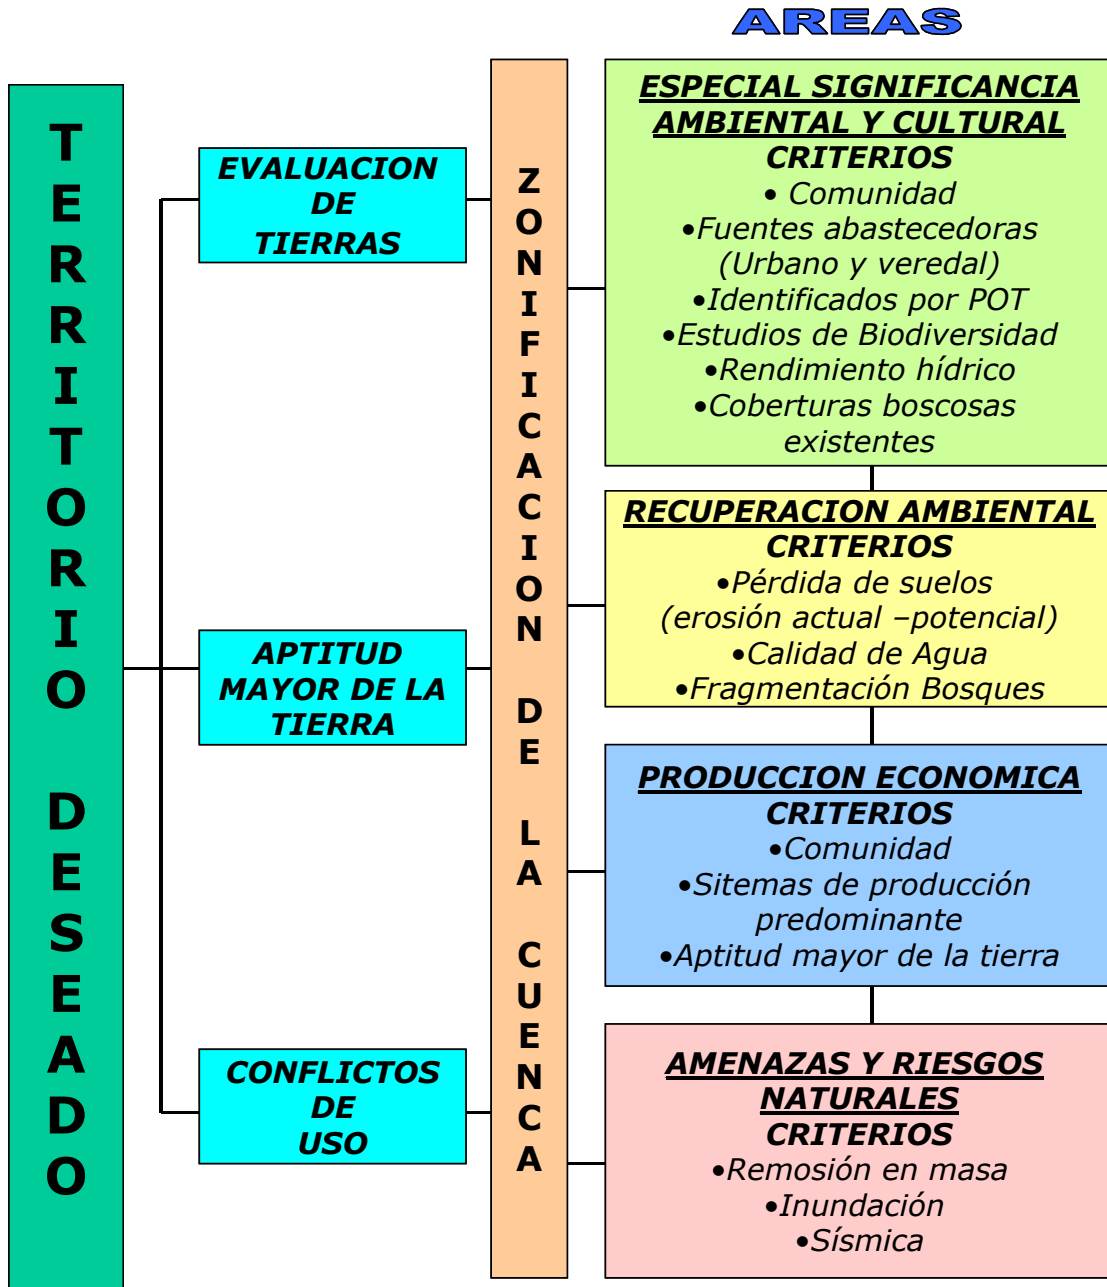 AREAS
TERRITORIO DESEADO
EVALUACION
DE
TIERRAS
APTITUD
MAYOR DE LA
TIERRA
CONFLICTOS
DE
USO
ZONIFICACION DE LA CUENCA
ESPECIAL SIGNIFICANCIA
AMBIENTAL Y CULTURAL
CRITERIOS
• Comunidad
•Fuentes abastecedoras
(Urbano y veredal)
•Identificados por POT
•Estudios de Biodiversidad
•Rendimiento hídrico
•Coberturas boscosas
existentes
RECUPERACION AMBIENTAL
CRITERIOS
•Pérdida de suelos
(erosión actual –potencial)
•Calidad de Agua
•Fragmentación Bosques
PRODUCCION ECONOMICA
CRITERIOS
•Comunidad
•Sitemas de producción
predominante
•Aptitud mayor de la tierra
AMENAZAS Y RIESGOS
NATURALES
CRITERIOS
•Remosión en masa
•Inundación
•Sísmica